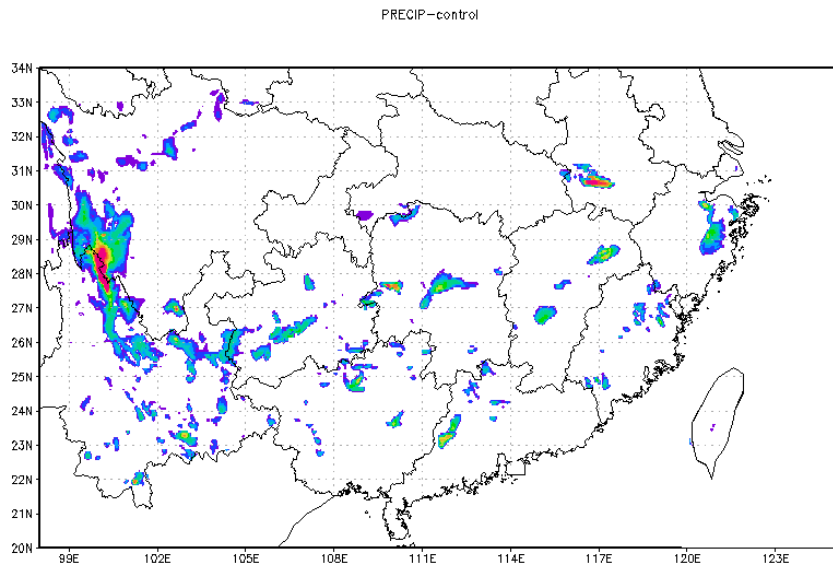 PRECIP-control
34N
33N
32N
31N
30N
29N
28N
27N
26N
25N
24N
23N
22N
21N
20N
99E 102E 105E 108E 111E 114E 117E 120E 123E